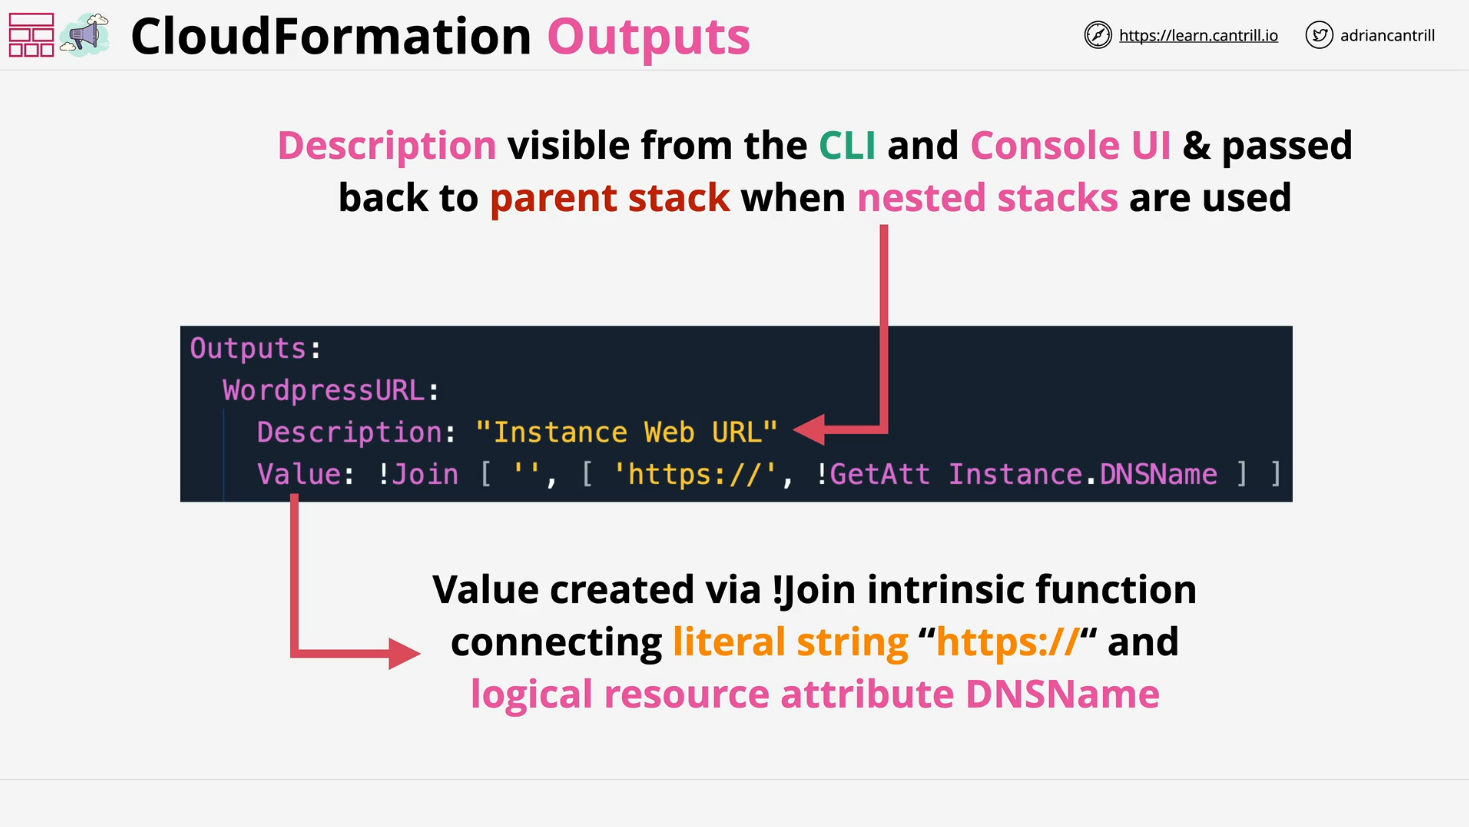 CloudFormation Outputs
https://learn.cantrill.io
adriancantrill
Description visible from the CLI and Console UI & passed
back to parent stack when nested stacks are used
Outputs:
WordpressURL:
Description: "Instance Web URL"
Value: !Join [ '', [ 'https://', !GetAtt Instance.DNSName ] ]
Value created via !Join intrinsic function
connecting literal string “https://“ and
logical resource attribute DNSName